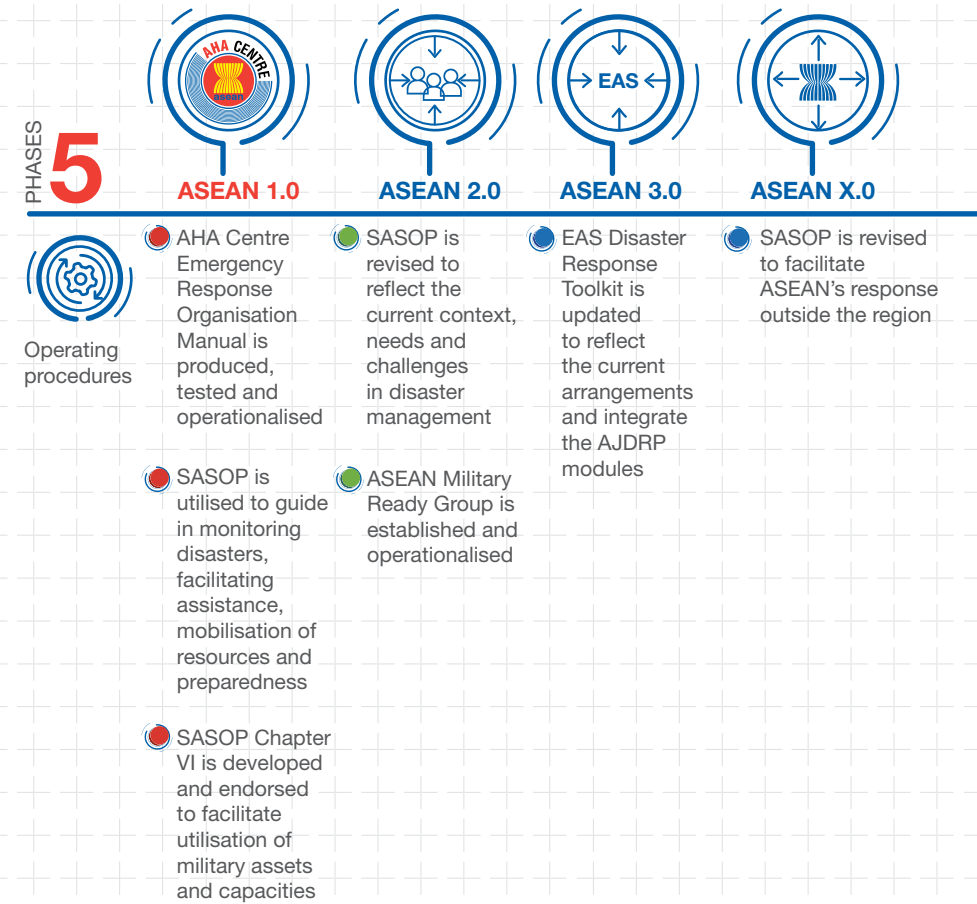 PHASES
5
AHA CENTRE
asean
EAS
ASEAN 1.0
ASEAN 2.0
ASEAN 3.0
ASEAN X.0
Operating
procedures
AHA Centre
Emergency
Response
Organisation
Manual is
produced,
tested and
operationalised
SASOP is
utilised to guide
in monitoring
disasters,
facilitating
assistance,
mobilisation of
resources and
preparedness
SASOP Chapter
VI is developed
and endorsed
to facilitate
utilisation of
military assets
and capacities
SASOP is
revised to
reflect the
current context,
needs and
challenges
in disaster
management
ASEAN Military
Ready Group is
established and
operationalised
EAS Disaster
Response
Toolkit is
updated
to reflect
the current
arrangements
and integrate
the AJDRP
modules
SASOP is revised
to facilitate
ASEAN’s response
outside the region